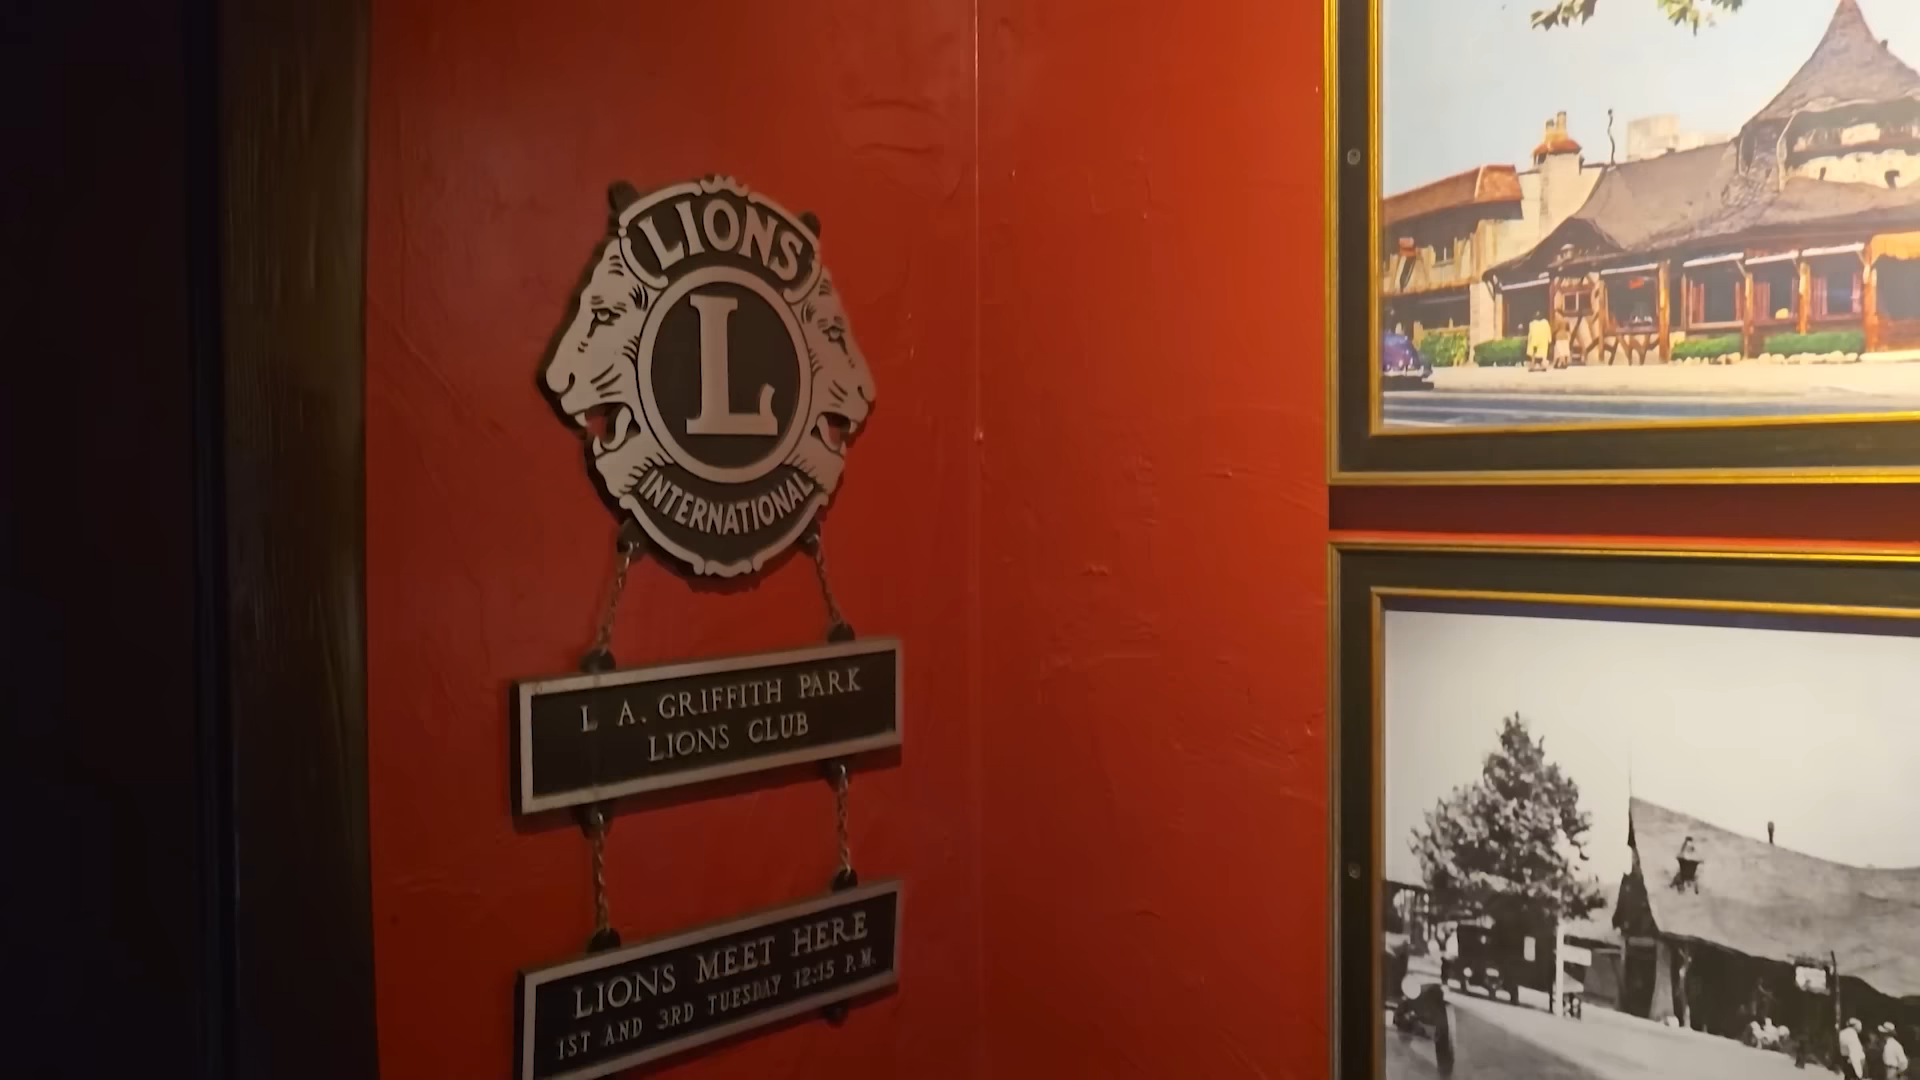 LIONS
L
INTERNATIONAL
L A. GRIFFITH PARK
LIONS CLUB
LIONS MEET HERE
1ST AND 3RD TUESDAY 12:15 P.M.